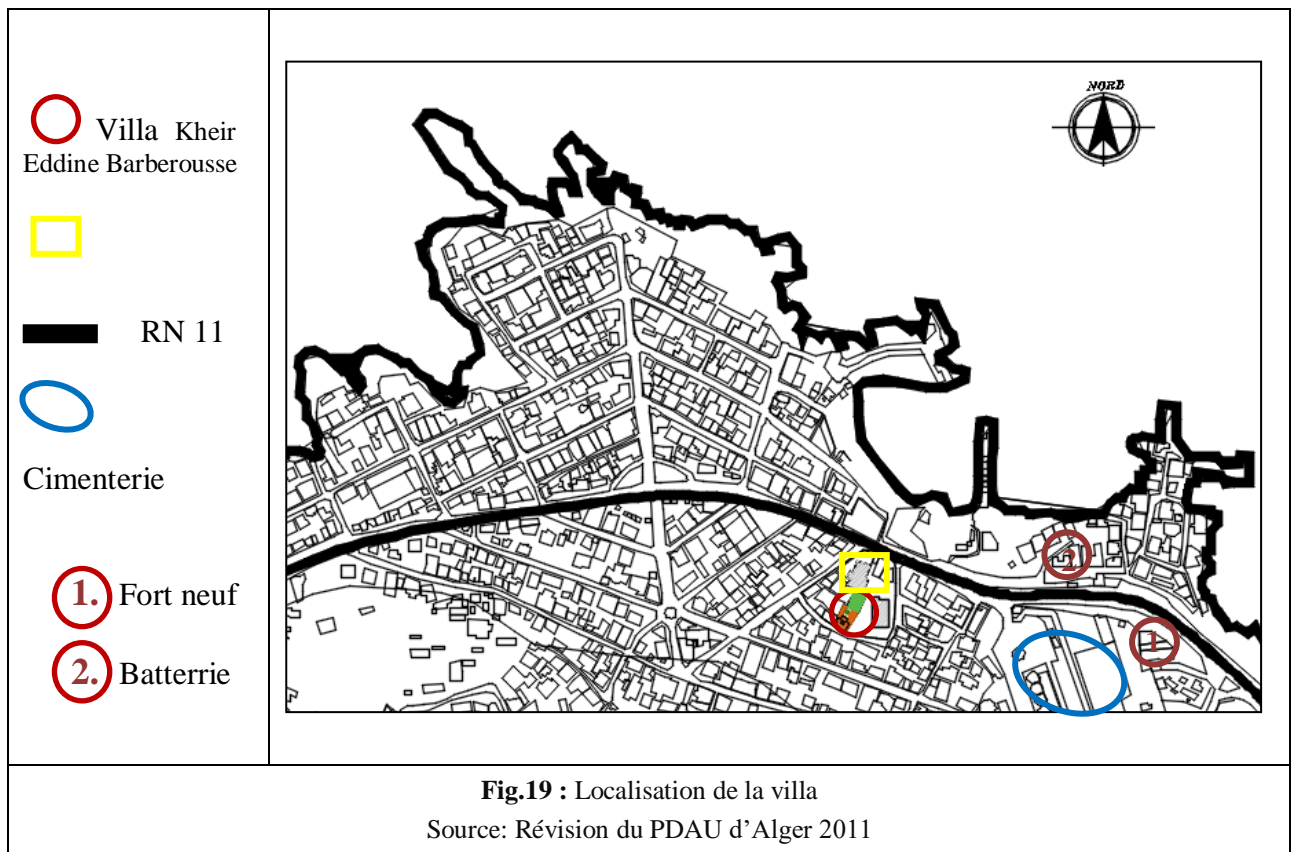 Villa Kheir
Eddine Barberousse
RN 11
Cimenterie
1. Fort neuf
2. Batterrie
NORD
2
1
Fig.19 : Localisation de la villa
Source: Révision du PDAU d'Alger 2011